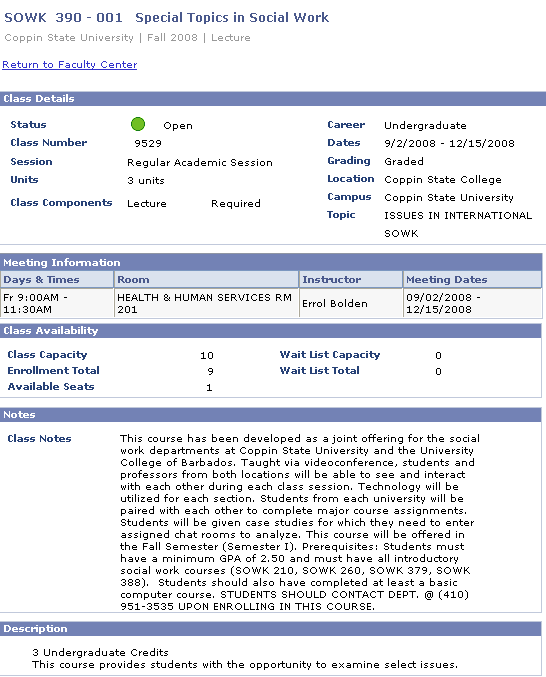 SOWK 390 - 001 Special Topics in Social Work
Coppin State University | Fall 2008 | Lecture
Return to Faculty Center
Class Details
Status Open Career Undergraduate
Class Number 9529 Dates 9/2/2008 - 12/15/2008
Session Regular Academic Session Grading Graded
Units 3 units Location Coppin State College
Class Components Lecture Required Campus Coppin State University
Topic ISSUES IN INTERNATIONAL
SOWK
Meeting Information
Days & Times Room Instructor Meeting Dates
Fr 9:00AM - HEALTH & HUMAN SERVICES RM Errol Bolden 09/02/2008 -
11:30AM 201 12/15/2008
Class Availability
Class Capacity 10 Wait List Capacity 0
Enrollment Total 9 Wait List Total 0
Available Seats 1
Notes
Class Notes This course has been developed as a joint offering for the social
work departments at Coppin State University and the University
College of Barbados. Taught via videoconference, students and
professors from both locations will be able to see and interact
with each other during each class session. Technology will be
utilized for each section. Students from each university will be
paired with each other to complete major course assignments.
Students will be given case studies for which they need to enter
assigned chat rooms to analyze. This course will be offered in
the Fall Semester (Semester I). Prerequisites: Students must
have a minimum GPA of 2.50 and must have all introductory
social work courses (SOWK 210, SOWK 260, SOWK 379, SOWK
388). Students should also have completed at least a basic
computer course. STUDENTS SHOULD CONTACT DEPT. @ (410)
951-3535 UPON ENROLLING IN THIS COURSE.
Description
3 Undergraduate Credits
This course provides students with the opportunity to examine select issues.